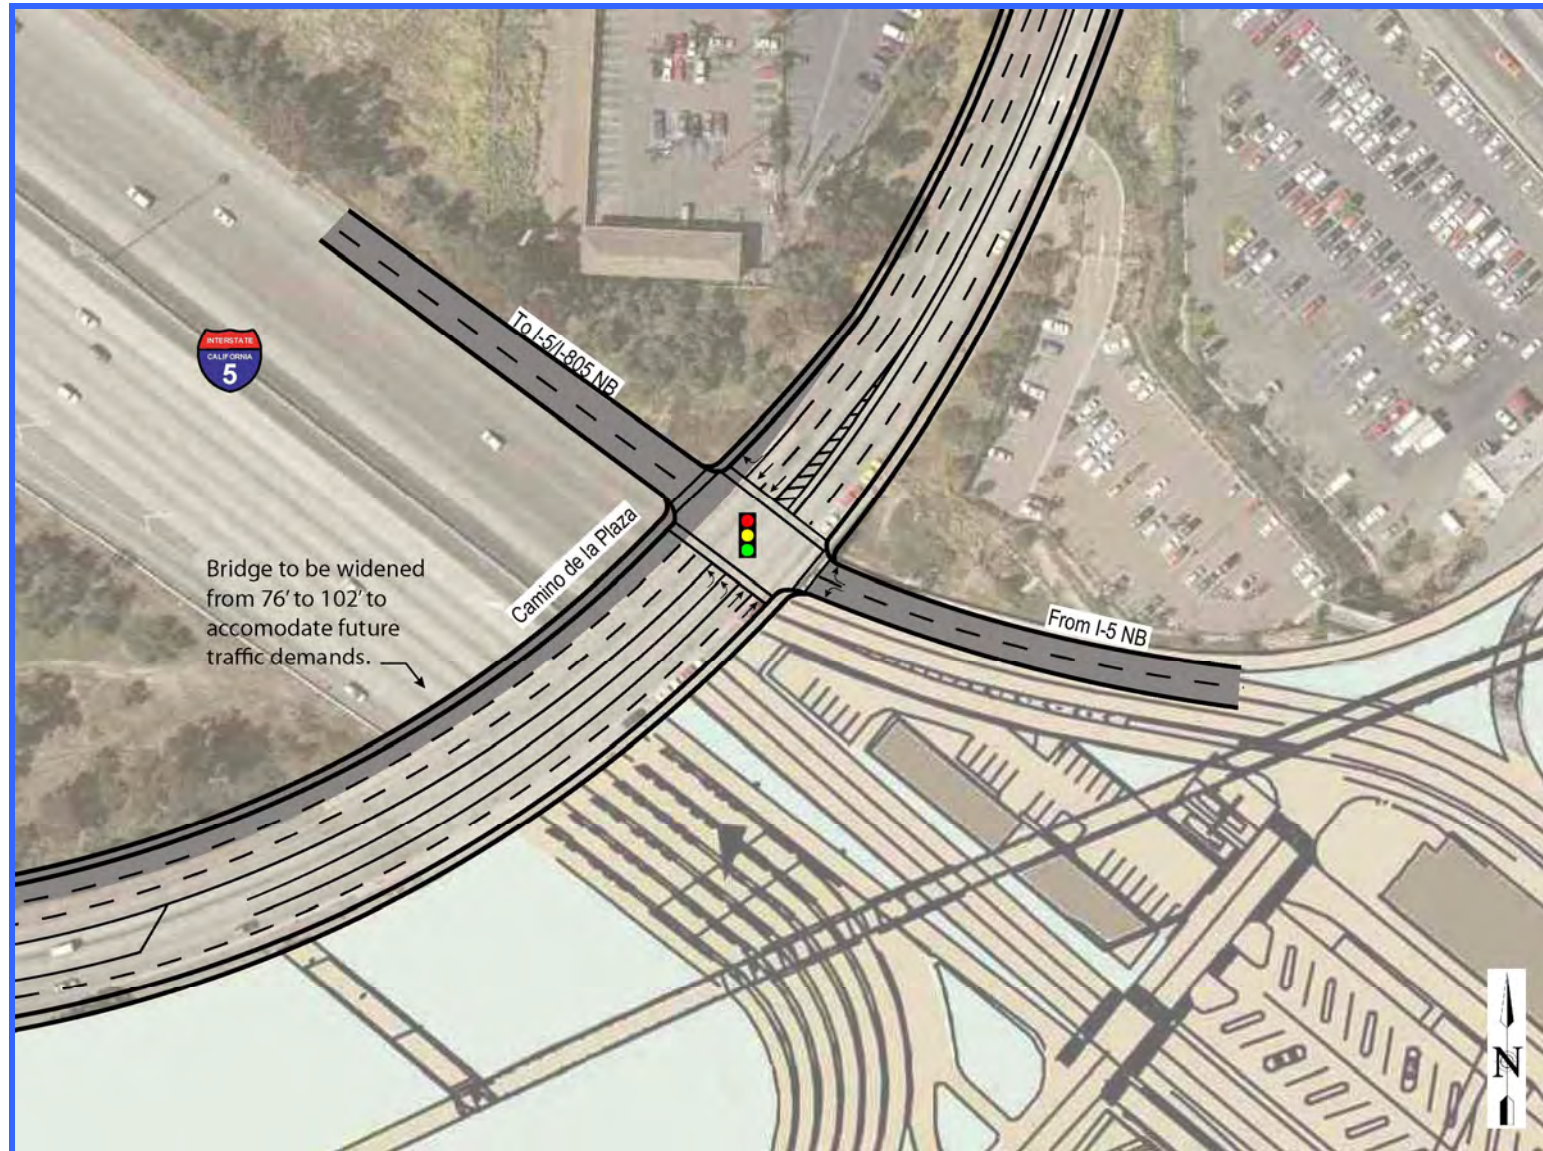 To I-5/I-805 NB
INTERSTATE
CALIFORNIA
5
Camino de la Plaza
Bridge to be widened
from 76' to 102' to
accomodate future
traffic demands.
From I-5 NB
N